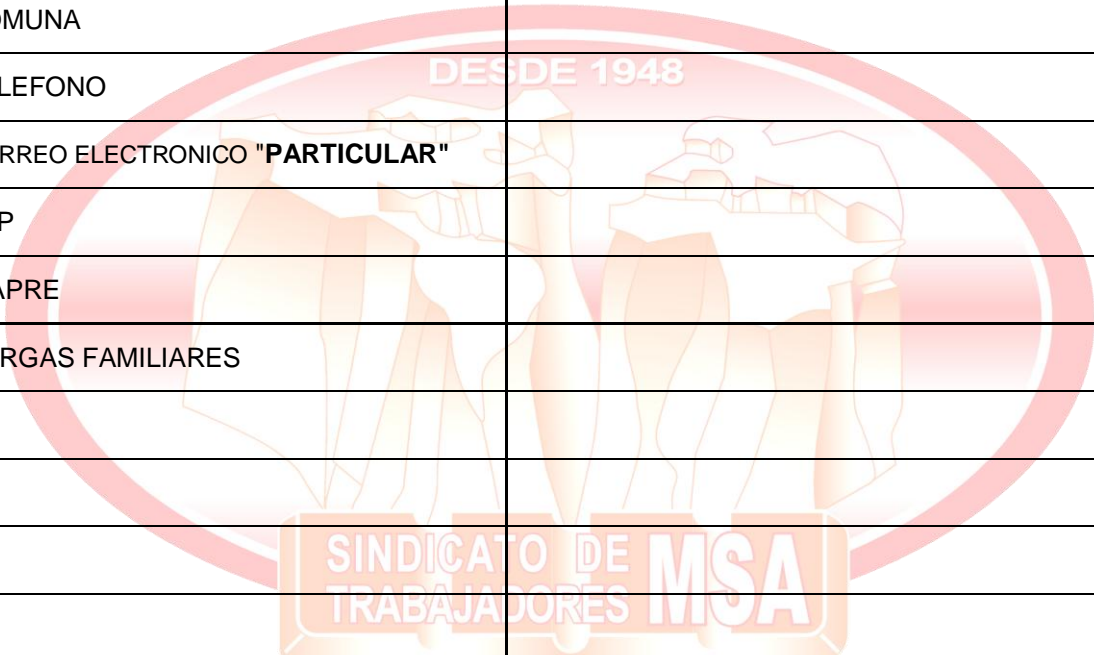 OMUNA
DESDE 1948
LEFONO
RREO ELECTRONICO "PARTICULAR"
P
APRE
RGAS FAMILIARES
SINDICATO DE
TRABAJADORES MSA